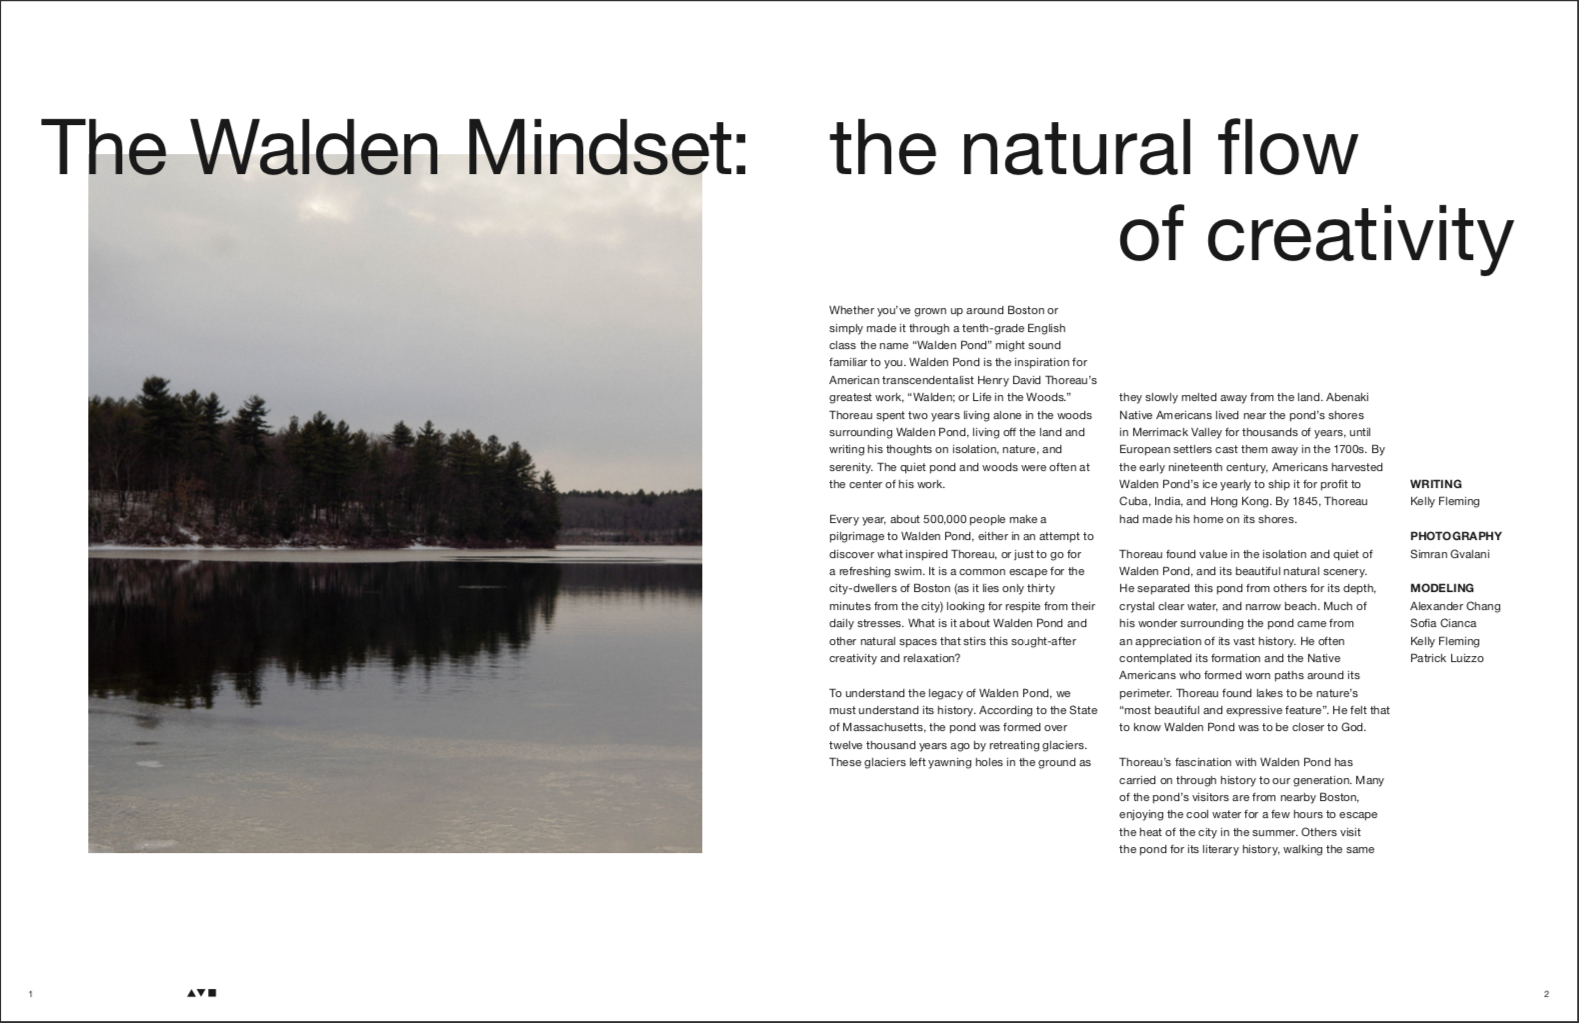 The Walden Mindset: the natural flow
of creativity
Whether you’ve grown up around Boston or
simply made it through a tenth-grade English
class the name “Walden Pond” might sound
familiar to you. Walden Pond is the inspiration for
American transcendentalist Henry David Thoreau’s
greatest work, “Walden; or Life in the Woods.”
Thoreau spent two years living alone in the woods
surrounding Walden Pond, living off the land and
writing his thoughts on isolation, nature, and
serenity. The quiet pond and woods were often at
the center of his work.
Every year, about 500,000 people make a
pilgrimage to Walden Pond, either in an attempt to
discover what inspired Thoreau, or just to go for
a refreshing swim. It is a common escape for the
city-dwellers of Boston (as it lies only thirty
minutes from the city) looking for respite from their
daily stresses. What is it about Walden Pond and
other natural spaces that stirs this sought-after
creativity and relaxation?
To understand the legacy of Walden Pond, we
must understand its history. According to the State
of Massachusetts, the pond was formed over
twelve thousand years ago by retreating glaciers.
These glaciers left yawning holes in the ground as
they slowly melted away from the land. Abenaki
Native Americans lived near the pond’s shores
in Merrimack Valley for thousands of years, until
European settlers cast them away in the 1700s. By
the early nineteenth century, Americans harvested
Walden Pond’s ice yearly to ship it for profit to
Cuba, India, and Hong Kong. By 1845, Thoreau
had made his home on its shores.
Thoreau found value in the isolation and quiet of
Walden Pond, and its beautiful natural scenery.
He separated this pond from others for its depth,
crystal clear water, and narrow beach. Much of
his wonder surrounding the pond came from
an appreciation of its vast history. He often
contemplated its formation and the Native
Americans who formed worn paths around its
perimeter. Thoreau found lakes to be nature’s
“most beautiful and expressive feature”. He felt that
to know Walden Pond was to be closer to God.
Thoreau’s fascination with Walden Pond has
carried on through history to our generation. Many
of the pond’s visitors are from nearby Boston,
enjoying the cool water for a few hours to escape
the heat of the city in the summer. Others visit
the pond for its literary history, walking the same
WRITING
Kelly Fleming
PHOTOGRAPHY
Simran Gvalani
MODELING
Alexander Chang
Sofia Cianca
Kelly Fleming
Patrick Luizzo
1
2